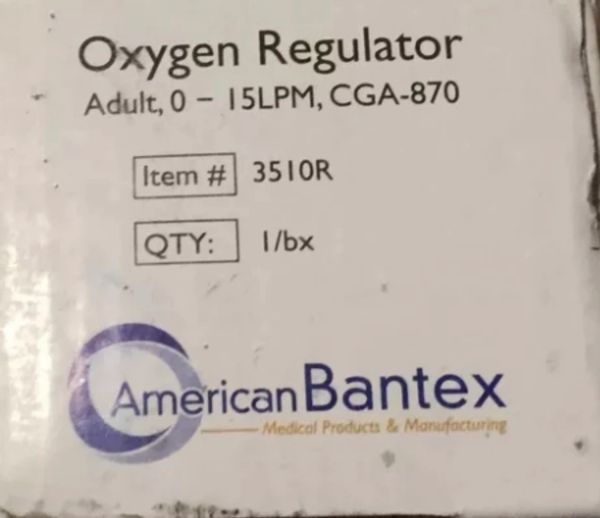 Oxygen Regulator
Adult, 0 – 15LPM, CGA-870
Item # 3510R
QTY: 1/bx
AmericanBantex
Medical Products & Manufacturing